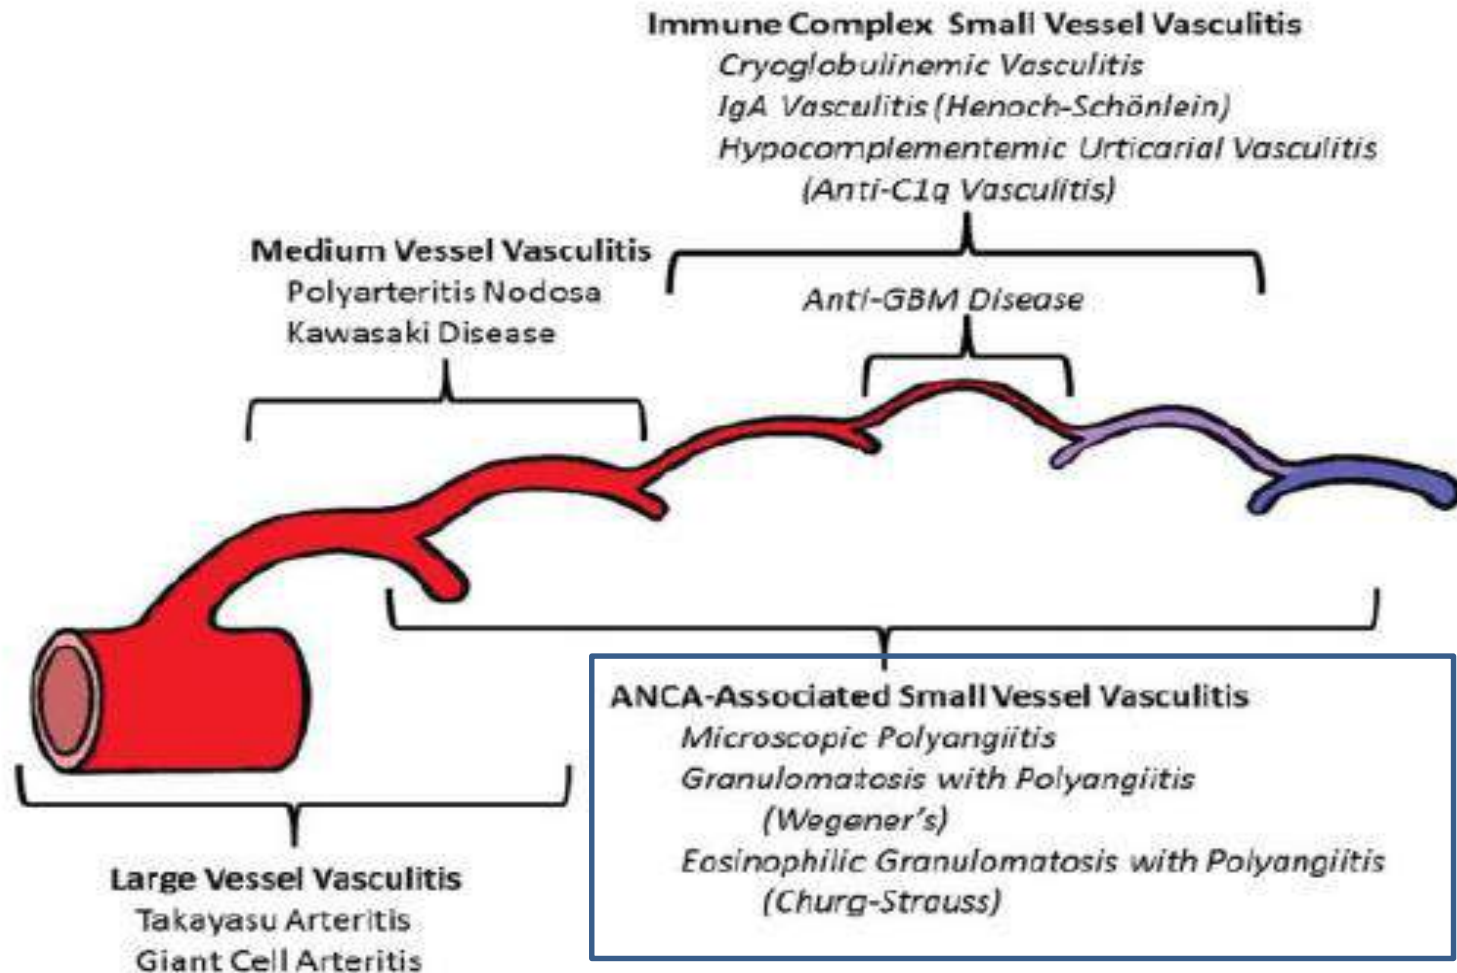 Immune Complex Small Vessel Vasculitis
Cryoglobulinemic Vasculitis
IgA Vasculitis (Henoch-Schönlein)
Hypocomplementemic Urticarial Vasculitis
(Anti-C1q Vasculitis)
Medium Vessel Vasculitis
Polyarteritis Nodosa
Kawasaki Disease
Anti-GBM Disease
ANCA-Associated Small Vessel Vasculitis
Microscopic Polyangiitis
Granulomatosis with Polyangiitis
(Wegener's)
Eosinophilic Granulomatosis with Polyangiitis
(Churg-Strauss)
Large Vessel Vasculitis
Takayasu Arteritis
Giant Cell Arteritis